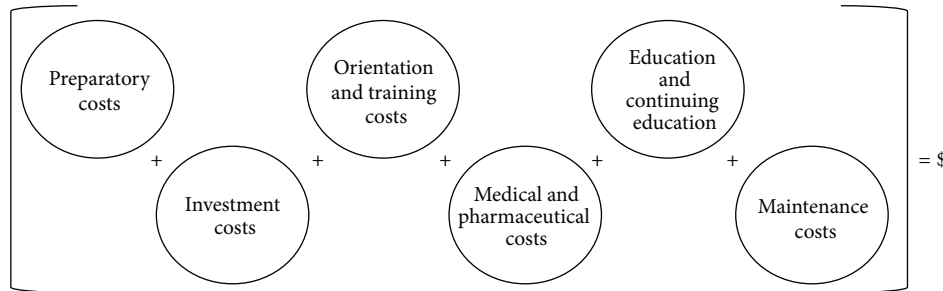 Preparatory
costs
+
Investment
costs
+
Orientation
and training
costs
+
Medical and
pharmaceutical
costs
+
Education
and
continuing
education
+
Maintenance
costs
= $